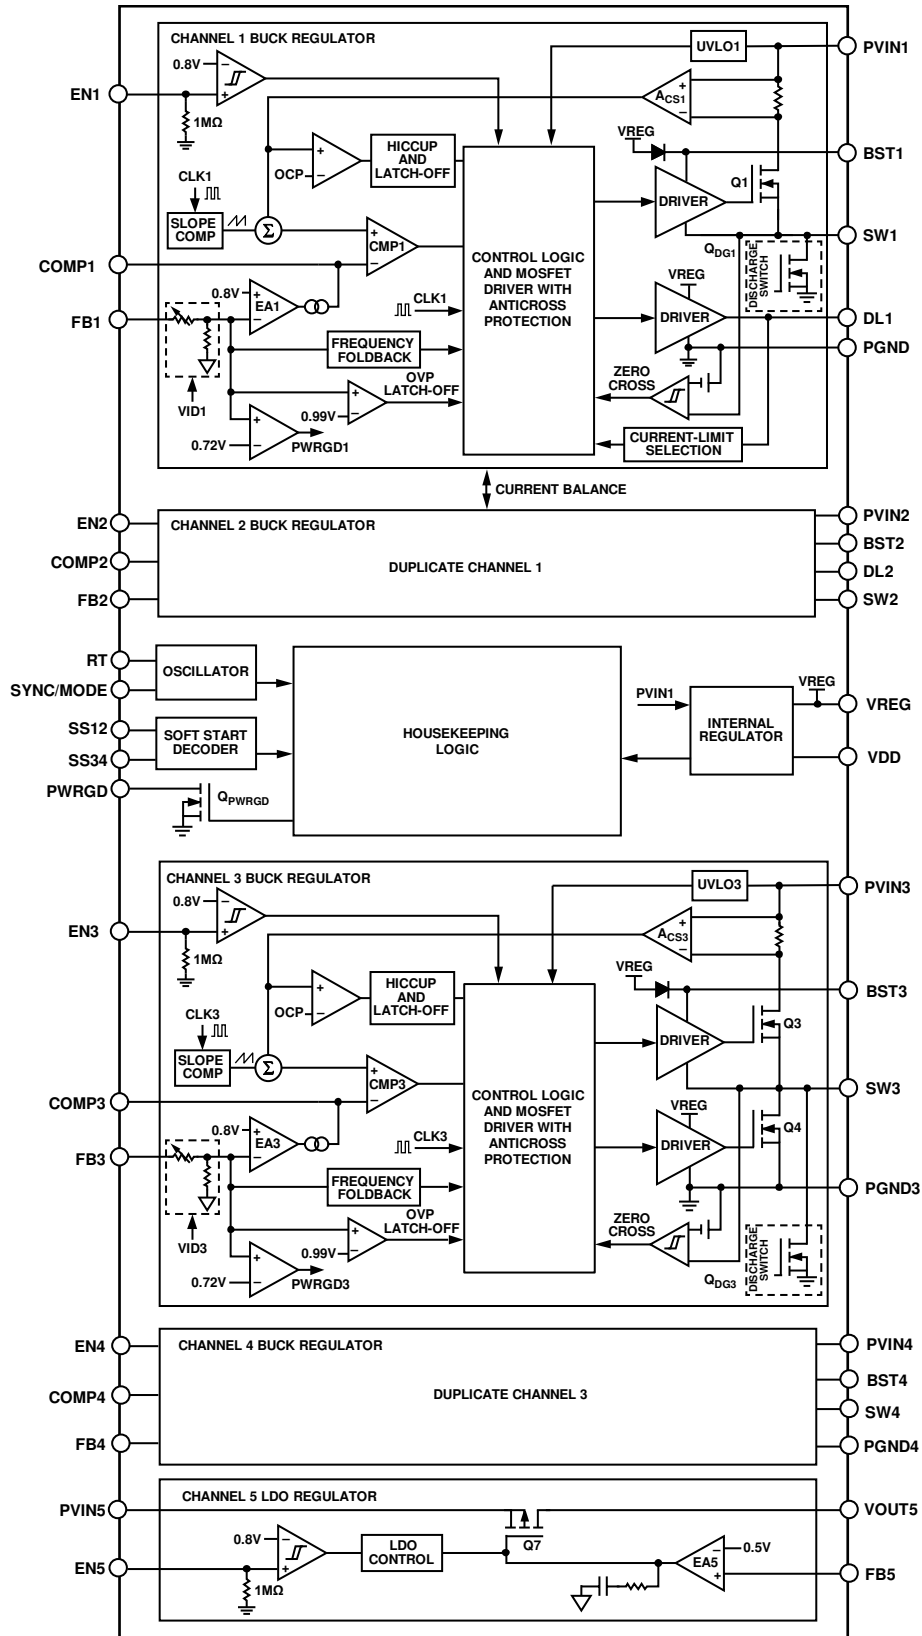 CHANNEL 1 BUCK REGULATOR
UVLO1
PVIN1
0.8V
EN1
1MΩ
ACS1
VREG
BST1
HICCUP
AND
LATCH-OFF
OCP
Q1
DRIVER
CLK1
SLOPE
COMP
Σ
CMP1
CONTROL LOGIC
AND MOSFET
DRIVER WITH
ANTICROSS
PROTECTION
SW1
QDG1
DISCHARGE
SWITCH
COMP1
0.8V
EA1
CLK1
VREG
DRIVER
DL1
FB1
FREQUENCY
FOLDBACK
PGND
VID1
OVP
LATCH-OFF
ZERO
CROSS
0.99V
0.72V
PWRGD1
CURRENT-LIMIT
SELECTION
CURRENT BALANCE
EN2
CHANNEL 2 BUCK REGULATOR
PVIN2
BST2
COMP2
DUPLICATE CHANNEL 1
DL2
FB2
SW2
RT
OSCILLATOR
SYNC/MODE
HOUSEKEEPING
LOGIC
PVIN1
INTERNAL
REGULATOR
VREG
VREG
SS12
SOFT START
DECODER
SS34
VDD
PWRGD
QPWRGD
CHANNEL 3 BUCK REGULATOR
UVLO3
PVIN3
0.8V
EN3
1MΩ
ACS3
VREG
BST3
HICCUP
AND
LATCH-OFF
OCP
Q3
DRIVER
CLK3
SLOPE
COMP
Σ
CMP3
CONTROL LOGIC
AND MOSFET
DRIVER WITH
ANTICROSS
PROTECTION
SW3
COMP3
0.8V
EA3
CLK3
VREG
DRIVER
Q4
FB3
FREQUENCY
FOLDBACK
PGND3
VID3
OVP
LATCH-OFF
ZERO
CROSS
0.99V
0.72V
PWRGD3
QDG3
DISCHARGE
SWITCH
EN4
CHANNEL 4 BUCK REGULATOR
PVIN4
BST4
COMP4
DUPLICATE CHANNEL 3
SW4
FB4
PGND4
CHANNEL 5 LDO REGULATOR
PVIN5
VOUT5
Q7
0.8V
LDO
CONTROL
EA5
0.5V
EN5
1MΩ
FB5